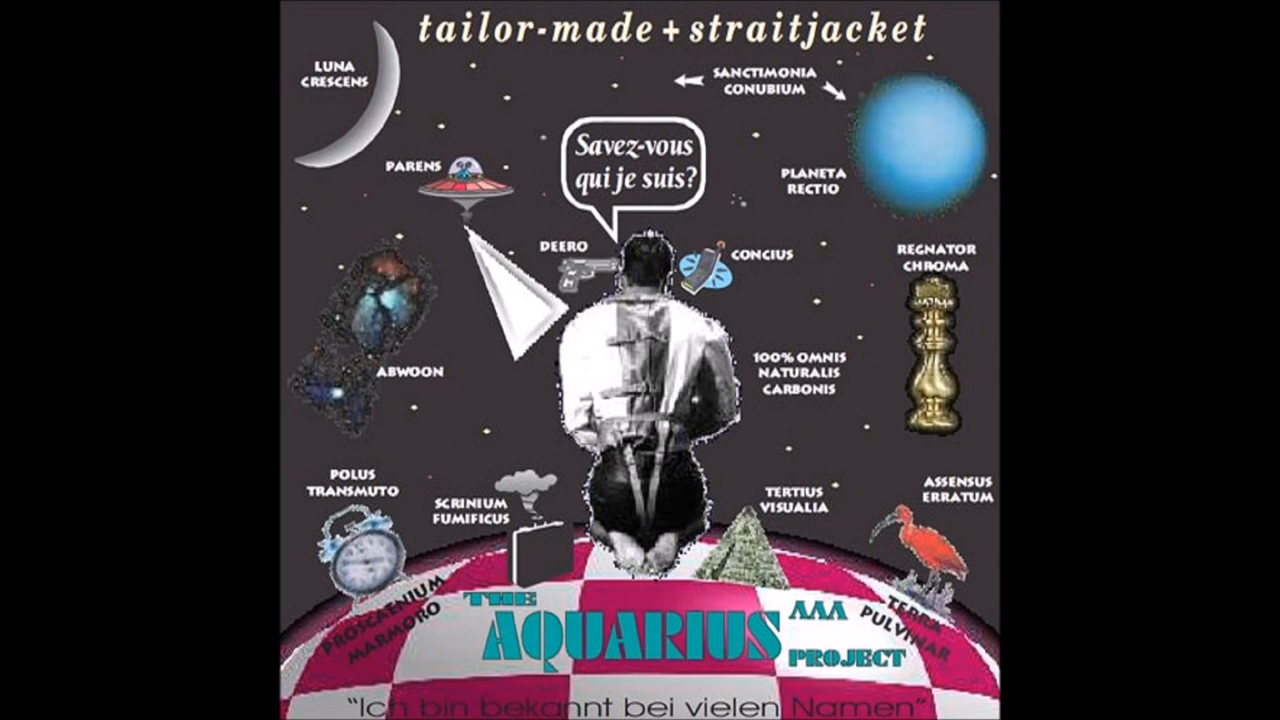 tailor-made + straitjacket
LUNA
CRESCENS
SANCTIMONIA
CONUBIUM
Savez-vous
qui je suis?
PARENS
PLANETA
RECTIO
DEERO
CONCIUS
REGNATOR
CHROMA
ABWOON
100% OMNIS
NATURALIS
CARBONIS
POLUS
TRANSMUTO
SCRINIUM
FUMIFICUS
TERTIUS
VISUALIA
ASSENSUS
ERRATUM
PROSCAENIUM
MARMORO
TERRA
PULVINAR
THE
AQUARIUS
AAA
PROJECT
"Ich bin bekannt bei vielen Namen"